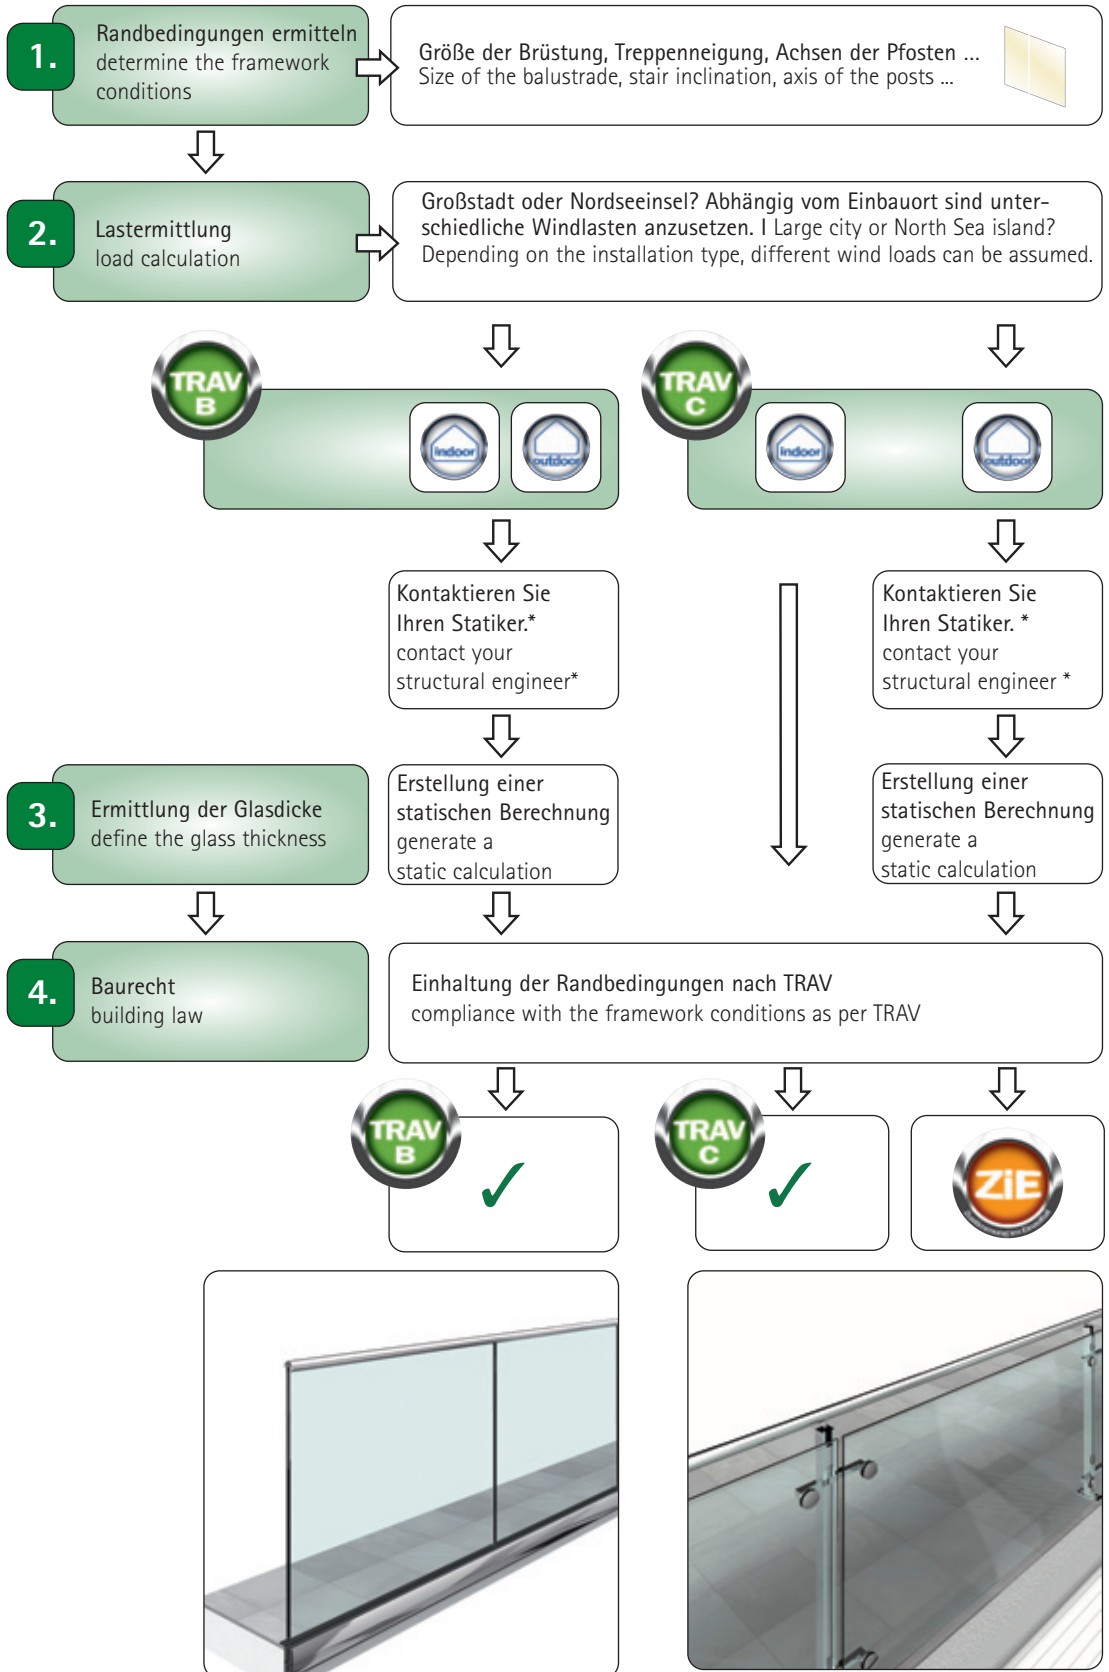 1.
Randbedingungen ermitteln
determine the framework
conditions
Größe der Brüstung, Treppenneigung, Achsen der Pfosten ...
Size of the balustrade, stair inclination, axis of the posts ...
2.
Lastermittlung
load calculation
Großstadt oder Nordseeinsel? Abhängig vom Einbauort sind unter-
schiedliche Windlasten anzusetzen. I Large city or North Sea island?
Depending on the installation type, different wind loads can be assumed.
TRAV
B
indoor
outdoor
TRAV
C
indoor
outdoor
Kontaktieren Sie
Ihren Statiker.*
contact your
structural engineer*
Kontaktieren Sie
Ihren Statiker. *
contact your
structural engineer *
3.
Ermittlung der Glasdicke
define the glass thickness
Erstellung einer
statischen Berechnung
generate a
static calculation
Erstellung einer
statischen Berechnung
generate a
static calculation
4.
Baurecht
building law
Einhaltung der Randbedingungen nach TRAV
compliance with the framework conditions as per TRAV
TRAV
B
TRAV
C
ZiE